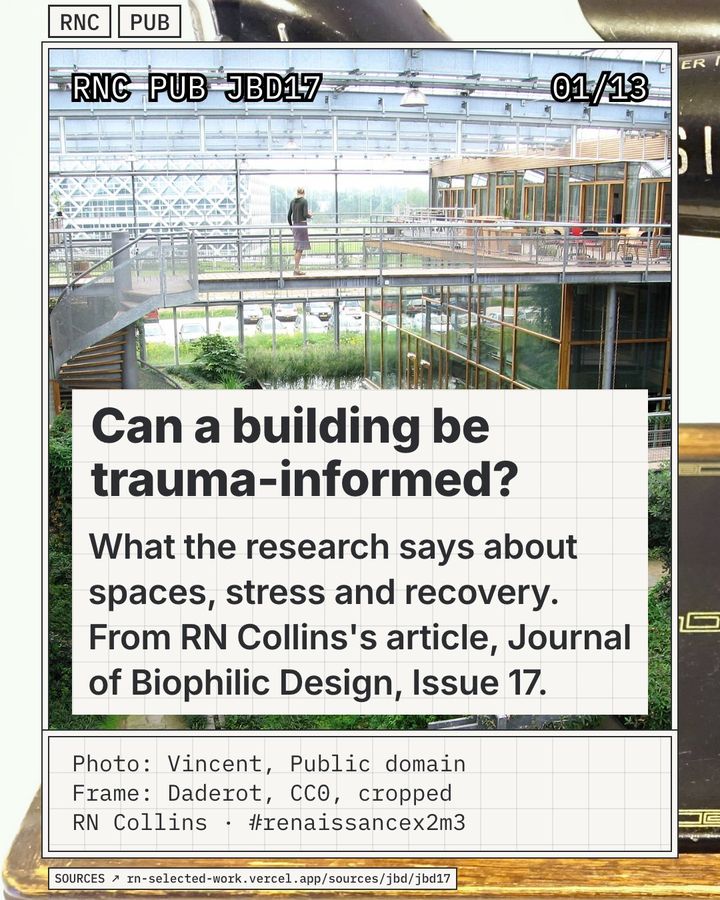 RNC PUB
RNC PUB JBD17 01/13
Can a building be
trauma-informed?
What the research says about
spaces, stress and recovery.
From RN Collins's article, Journal
of Biophilic Design, Issue 17.
Photo: Vincent, Public domain
Frame: Daderot, CC0, cropped
RN Collins · #renaissancex2m3
SOURCES ↗ rn-selected-work.vercel.app/sources/jbd/jbd17